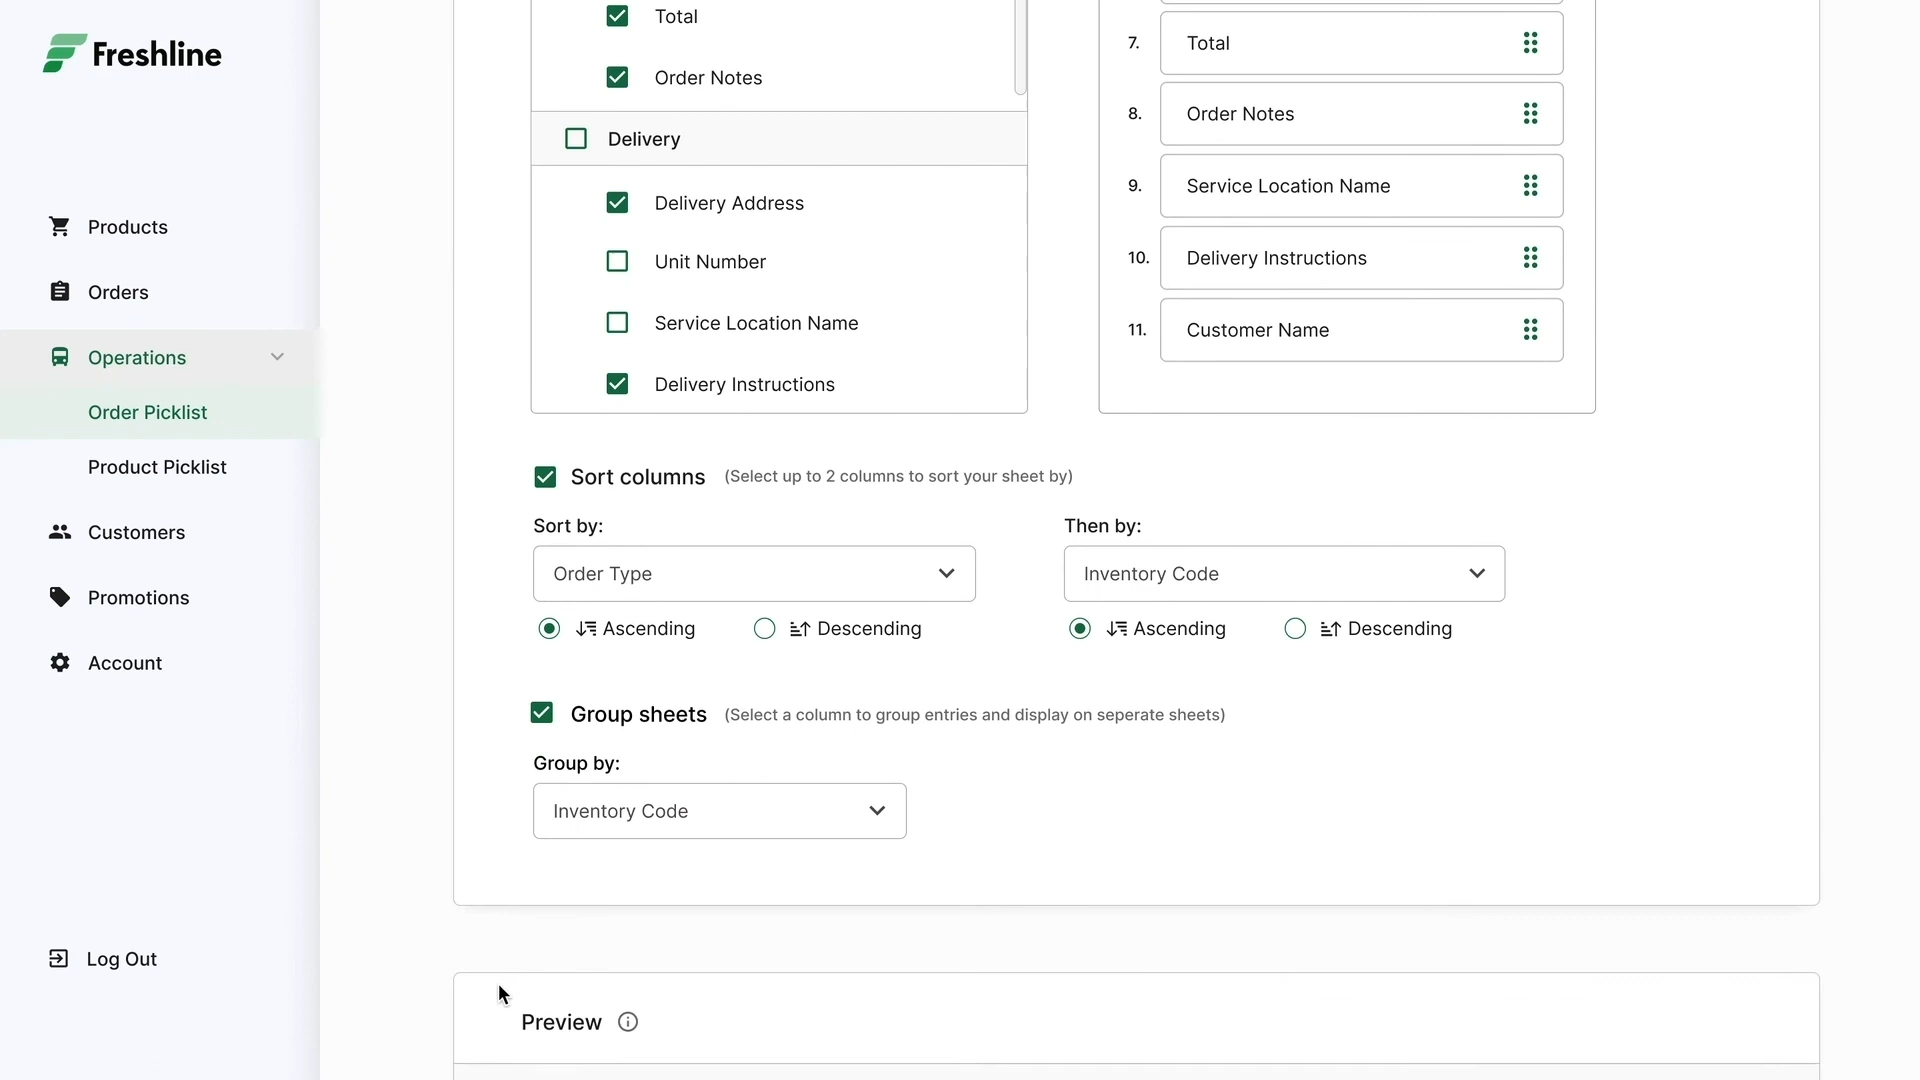 Freshline
Products
Orders
Operations
Order Picklist
Product Picklist
Customers
Promotions
Account
Log Out
Total
Order Notes
Delivery
Delivery Address
Unit Number
Service Location Name
Delivery Instructions
7. Total
8. Order Notes
9. Service Location Name
10. Delivery Instructions
11. Customer Name
Sort columns (Select up to 2 columns to sort your sheet by)
Sort by:
Order Type
Ascending Descending
Then by:
Inventory Code
Ascending Descending
Group sheets (Select a column to group entries and display on seperate sheets)
Group by:
Inventory Code
Preview